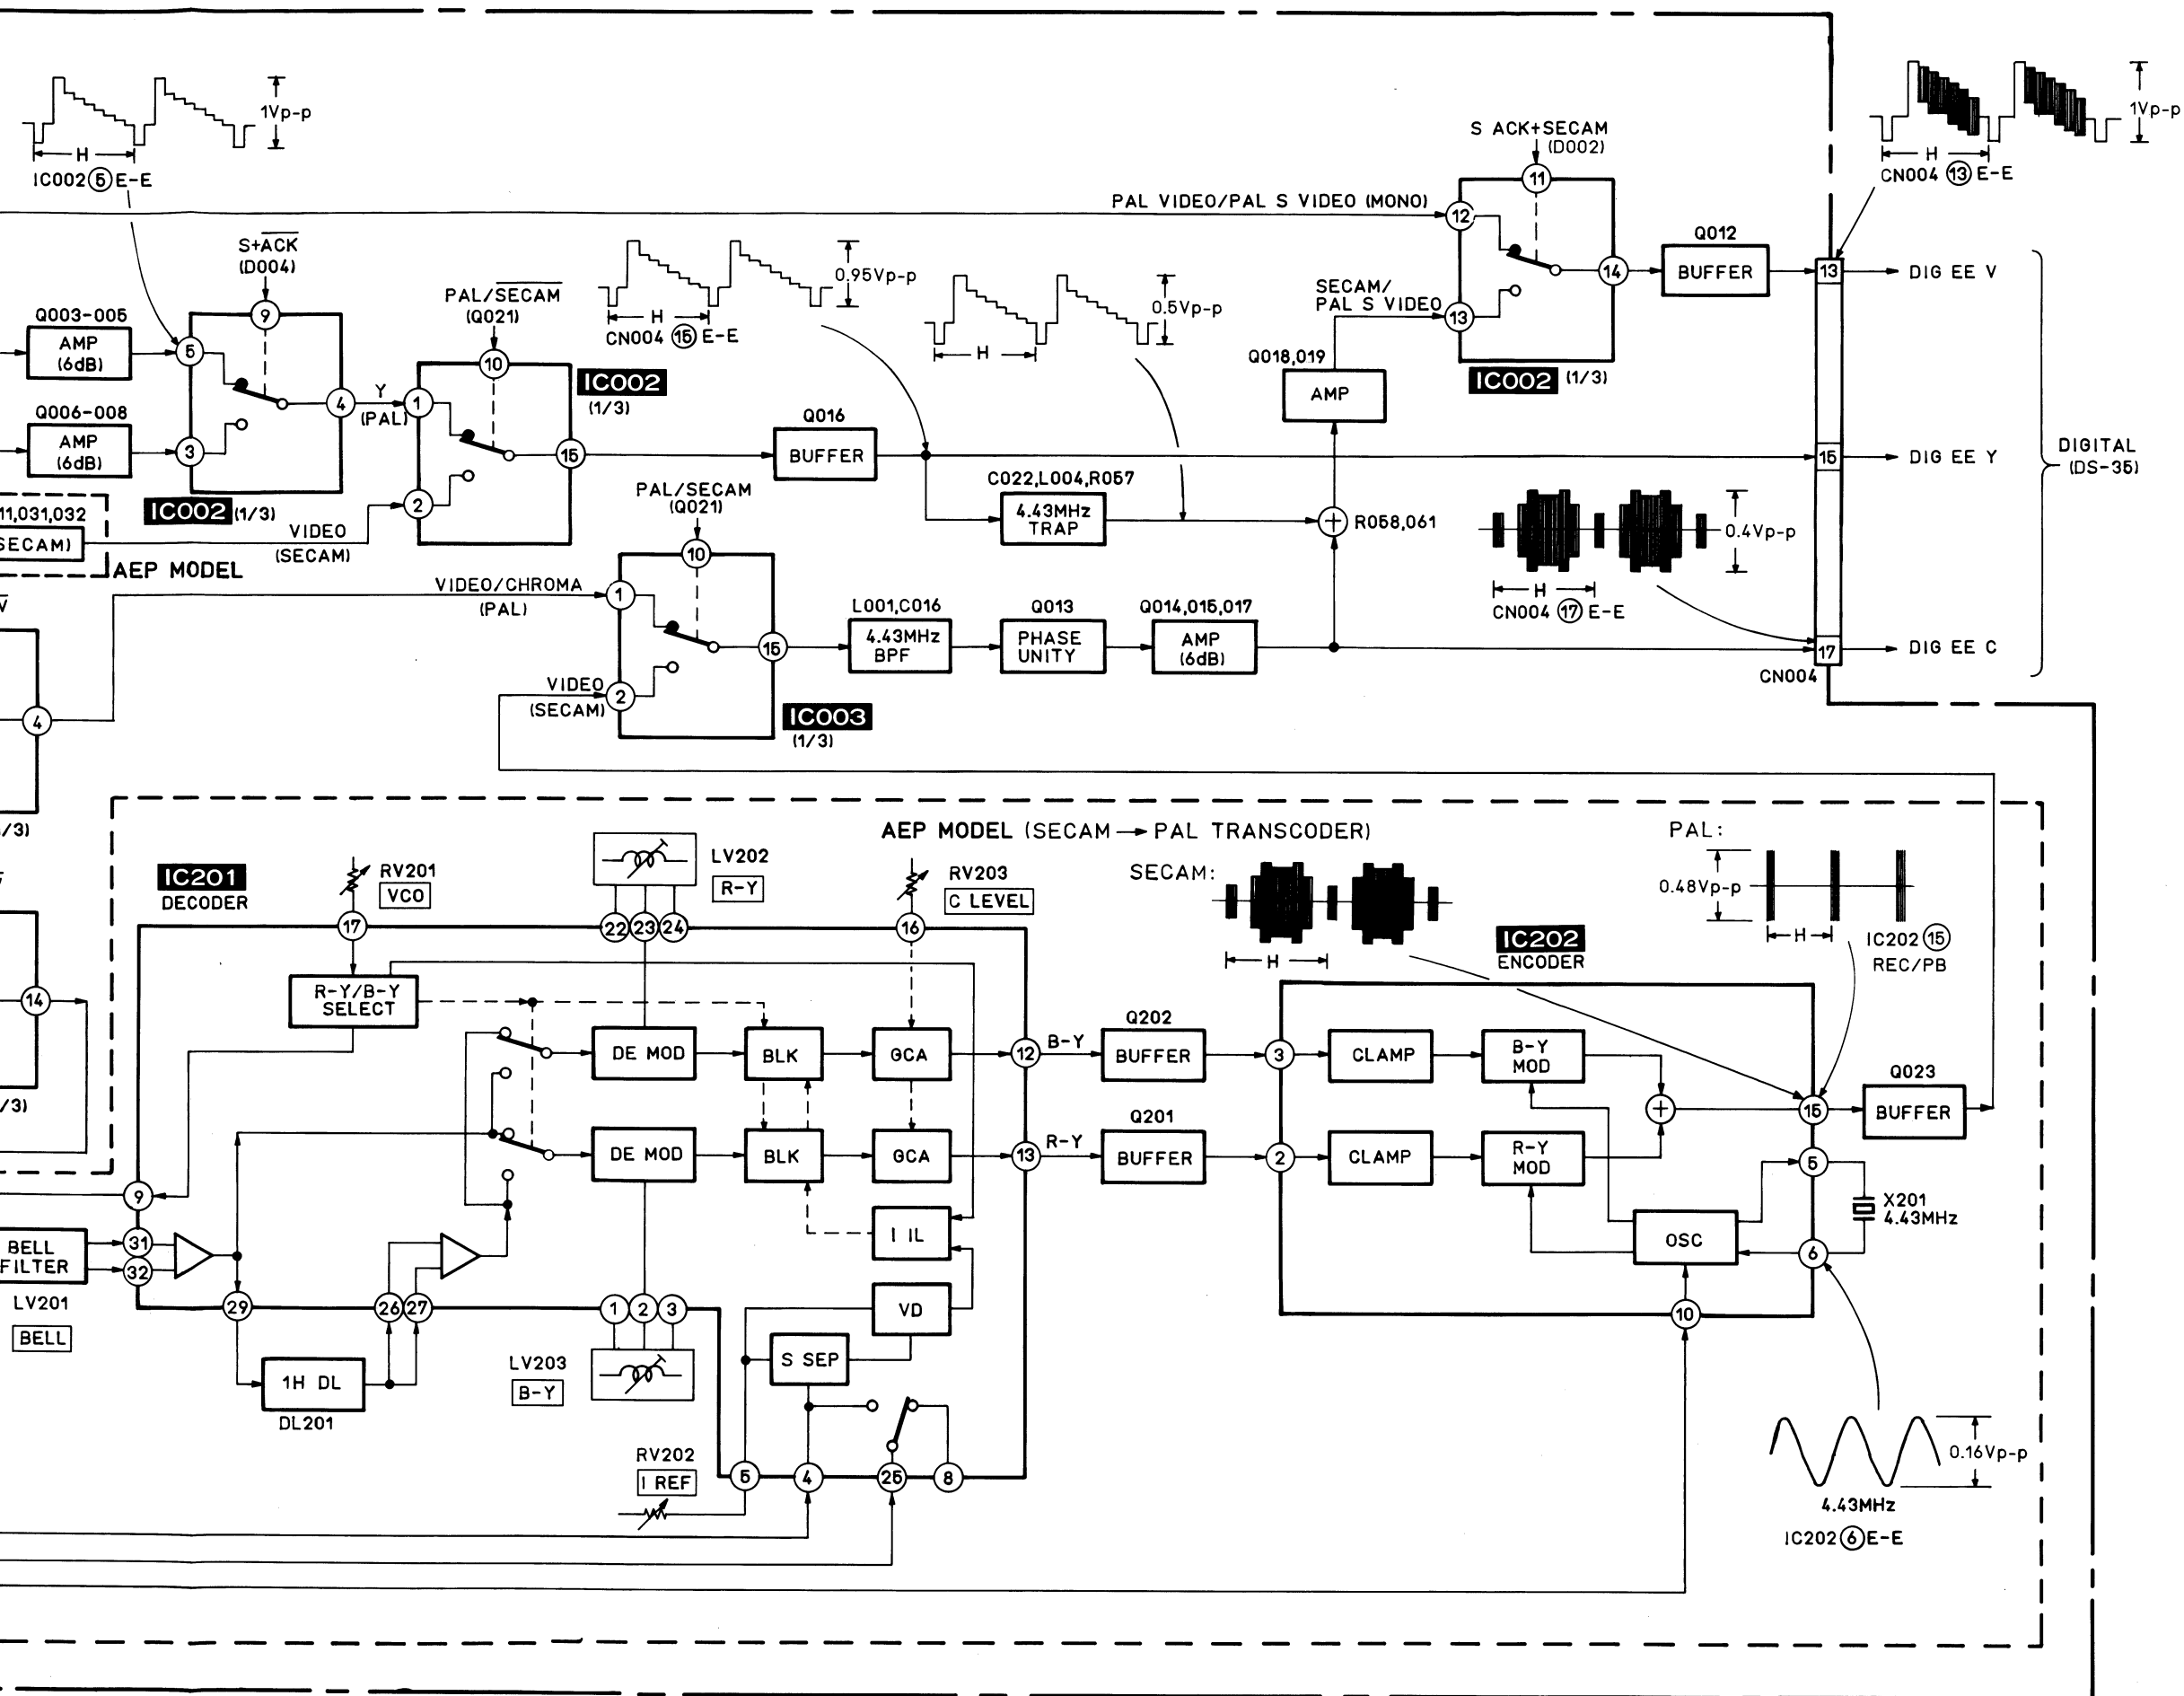 1Vp-p
H
IC002 5 E-E
S+ACK
(D004)
Q003-005
AMP
(6dB)
5
9
4
Q006-008
AMP
(6dB)
3
IC002 (1/3)
Y
(PAL)
PAL/SECAM
(Q021)
10
1
2
15
IC002
(1/3)
11,031,032
SECAM)
VIDEO
(SECAM)
AEP MODEL
0.95Vp-p
H
CN004 15 E-E
0.5Vp-p
H
Q016
BUFFER
C022,L004,R057
4.43MHz
TRAP
R058,061
PAL VIDEO/PAL S VIDEO (MONO)
S ACK+SECAM
(D002)
11
12
SECAM/
PAL S VIDEO
13
14
IC002 (1/3)
Q018,019
AMP
Q012
BUFFER
1Vp-p
H
CN004 13 E-E
13
DIG EE V
15
DIG EE Y
17
DIG EE C
CN004
DIGITAL
(DS-35)
0.4Vp-p
H
CN004 17 E-E
PAL/SECAM
(Q021)
10
VIDEO/CHROMA
(PAL)
1
VIDEO
(SECAM)
2
15
IC003
(1/3)
L001,C016
4.43MHz
BPF
Q013
PHASE
UNITY
Q014,015,017
AMP
(6dB)
V
4
/3)
14
/3)
AEP MODEL (SECAM → PAL TRANSCODER)
IC201
DECODER
RV201
VCO
17
LV202
R-Y
22
23
24
RV203
C LEVEL
16
R-Y/B-Y
SELECT
DE MOD
BLK
GCA
12
B-Y
DE MOD
BLK
GCA
13
R-Y
I IL
VD
S SEP
9
31
32
BELL
FILTER
LV201
BELL
29
26
27
1H DL
DL201
1
2
3
LV203
B-Y
RV202
I REF
5
4
25
8
SECAM:
H
IC202
ENCODER
PAL:
0.48Vp-p
H
IC202 15
REC/PB
Q202
BUFFER
Q201
BUFFER
3
CLAMP
B-Y
MOD
2
CLAMP
R-Y
MOD
OSC
15
5
6
10
X201
4.43MHz
Q023
BUFFER
0.16Vp-p
4.43MHz
IC202 6 E-E